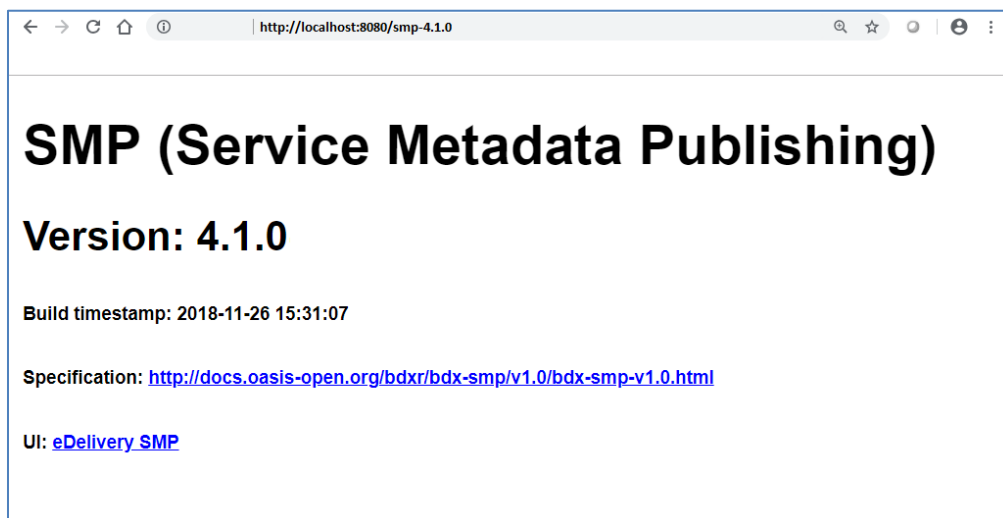 http://localhost:8080/smp-4.1.0
SMP (Service Metadata Publishing)
Version: 4.1.0
Build timestamp: 2018-11-26 15:31:07
Specification: http://docs.oasis-open.org/bdxr/bdx-smp/v1.0/bdx-smp-v1.0.html
UI: eDelivery SMP